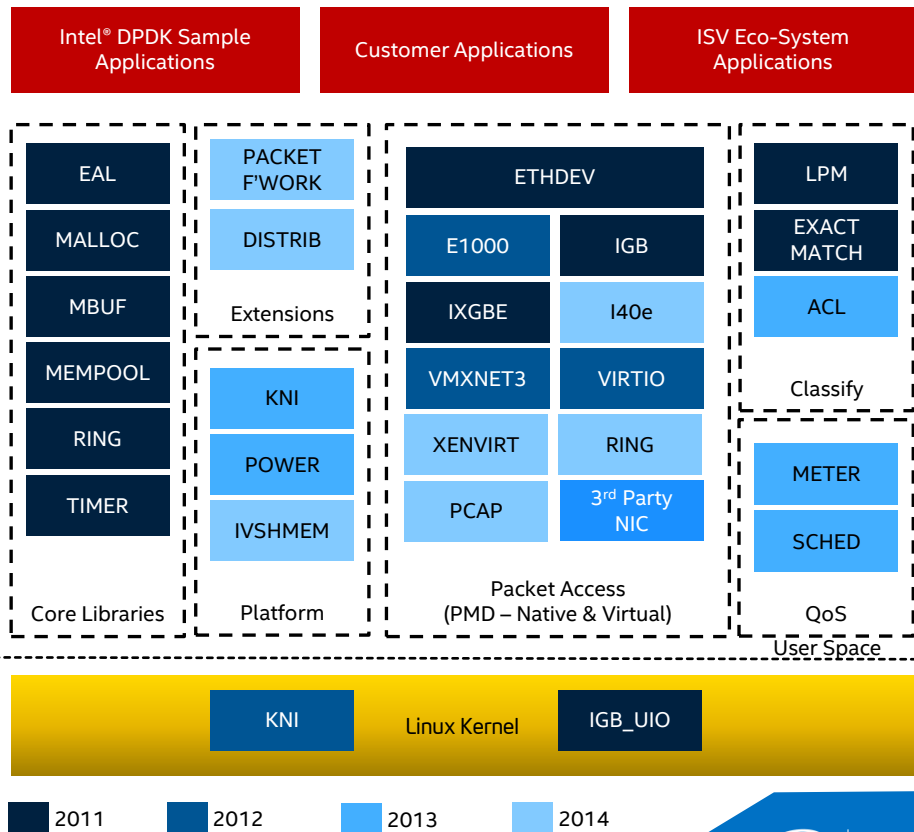 Intel® DPDK Sample
Applications
Customer Applications
ISV Eco-System
Applications
EAL
MALLOC
MBUF
MEMPOOL
RING
TIMER
Core Libraries
PACKET
F'WORK
DISTRIB
Extensions
KNI
POWER
IVSHMEM
Platform
ETHDEV
E1000
IGB
IXGBE
I40e
VMXNET3
VIRTIO
XENVIRT
RING
PCAP
3rd Party
NIC
Packet Access
(PMD – Native & Virtual)
LPM
EXACT
MATCH
ACL
Classify
METER
SCHED
QoS
User Space
KNI
Linux Kernel
IGB_UIO
2011
2012
2013
2014